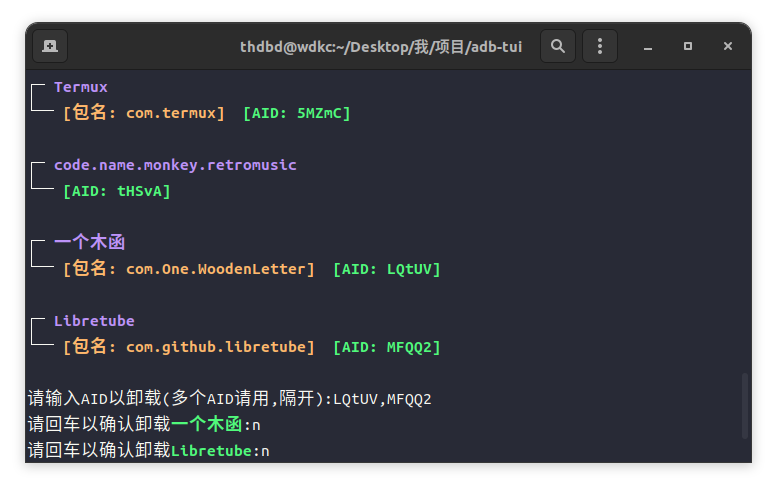 thdbd@wdkc:~/Desktop/我/项目/adb-tui
Termux
[包名: com.termux] [AID: 5MZmC]
code.name.monkey.retromusic
[AID: tHSvA]
一个木函
[包名: com.One.WoodenLetter] [AID: LQtUV]
Libretube
[包名: com.github.libretube] [AID: MFQQ2]
请输入AID以卸载(多个AID请用,隔开):LQtUV,MFQQ2
请回车以确认卸载一个木函:n
请回车以确认卸载Libretube:n